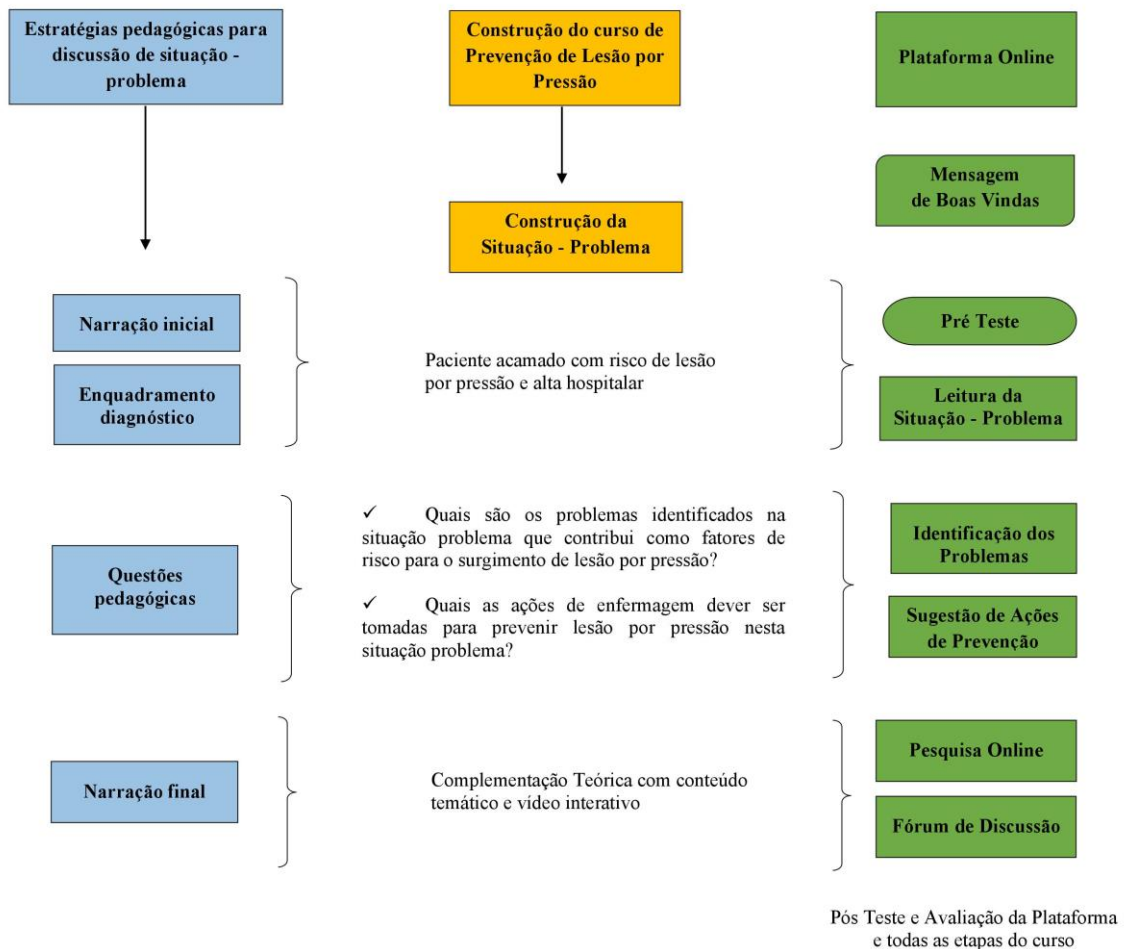 Estratégias pedagógicas para
discussão de situação -
problema
Construção do curso de
Prevenção de Lesão por
Pressão
Plataforma Online
Mensagem
de Boas Vindas
Construção da
Situação - Problema
Narração inicial
Enquadramento
diagnóstico
Paciente acamado com risco de lesão
por pressão e alta hospitalar
Pré Teste
Leitura da
Situação - Problema
Questões
pedagógicas
✓ Quais são os problemas identificados na
situação problema que contribui como fatores de
risco para o surgimento de lesão por pressão?
✓ Quais as ações de enfermagem dever ser
tomadas para prevenir lesão por pressão nesta
situação problema?
Identificação dos
Problemas
Sugestão de Ações
de Prevenção
Narração final
Complementação Teórica com conteúdo
temático e vídeo interativo
Pesquisa Online
Fórum de Discussão
Pós Teste e Avaliação da Plataforma
e todas as etapas do curso